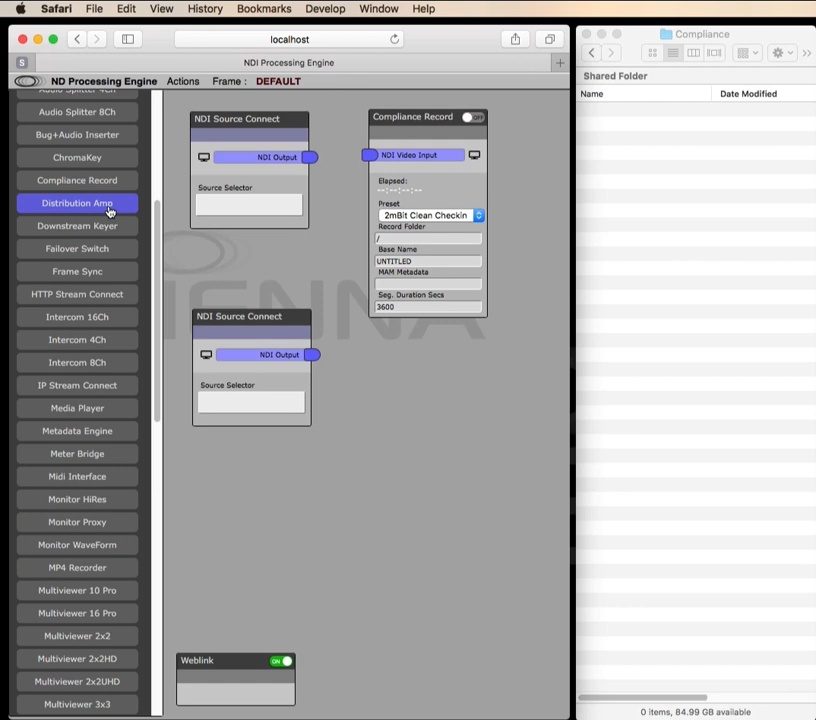 Safari File Edit View History Bookmarks Develop Window Help
localhost
Compliance
S
NDI Processing Engine
Shared Folder
ND Processing Engine Actions Frame : DEFAULT
Name Date Modified
Audio Splitter 4Ch
Audio Splitter 8Ch
Bug+Audio Inserter
ChromaKey
Compliance Record
Distribution Amp
Downstream Keyer
Failover Switch
Frame Sync
HTTP Stream Connect
Intercom 16Ch
Intercom 4Ch
Intercom 8Ch
IP Stream Connect
Media Player
Metadata Engine
Meter Bridge
Midi Interface
Monitor HiRes
Monitor Proxy
Monitor WaveForm
MP4 Recorder
Multiviewer 10 Pro
Multiviewer 16 Pro
Multiviewer 2x2
Multiviewer 2x2HD
Multiviewer 2x2UHD
Multiviewer 3x3
NDI Source Connect
NDI Output
Source Selector
Compliance Record OFF
NDI Video Input
Elapsed:
--:--:--:--
Preset
2mBit Clean Checkin
Record Folder
/
Base Name
UNTITLED
MAM Metadata
Seg. Duration Secs
3600
NDI Source Connect
NDI Output
Source Selector
IENNA
Weblink ON
0 items, 84.99 GB available